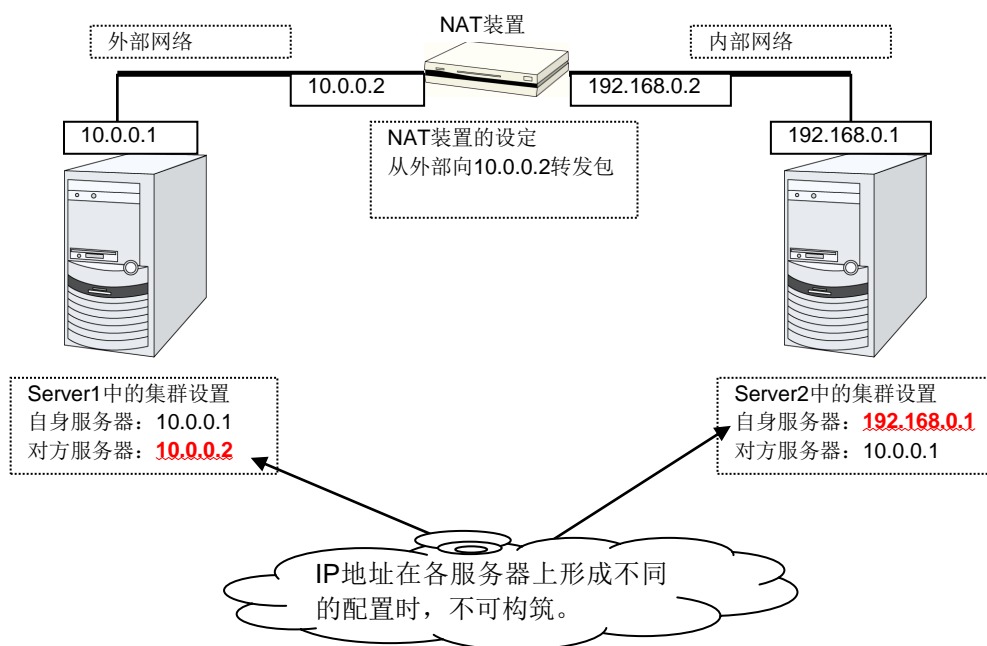 NAT装置
外部网络
内部网络
10.0.0.2
192.168.0.2
10.0.0.1
192.168.0.1
NAT装置的设定
从外部向10.0.0.2转发包
Server1中的集群设置
自身服务器：10.0.0.1
对方服务器：10.0.0.2
Server2中的集群设置
自身服务器：192.168.0.1
对方服务器：10.0.0.1
IP地址在各服务器上形成不同
的配置时，不可构筑。